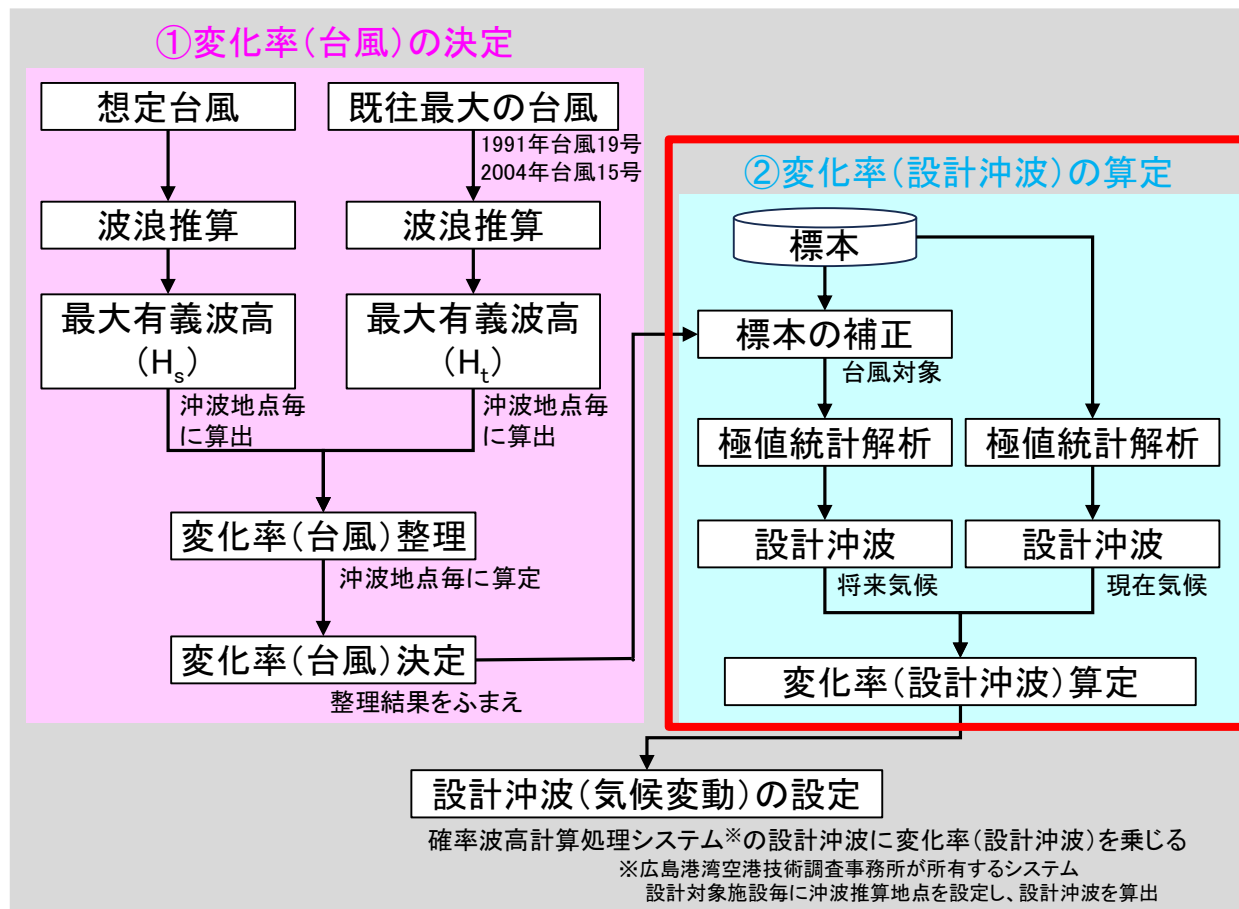 ①変化率(台風)の決定
想定台風
既往最大の台風
1991年台風19号
2004年台風15号
波浪推算
波浪推算
最大有義波高
(Hs)
最大有義波高
(Ht)
沖波地点毎
に算出
沖波地点毎
に算出
変化率(台風)整理
沖波地点毎に算定
変化率(台風)決定
整理結果をふまえ
②変化率(設計沖波)の算定
標本
標本の補正
台風対象
極値統計解析
極値統計解析
設計沖波
設計沖波
将来気候
現在気候
変化率(設計沖波)算定
設計沖波(気候変動)の設定
確率波高計算処理システム※の設計沖波に変化率(設計沖波)を乗じる
※広島港湾空港技術調査事務所が所有するシステム
設計対象施設毎に沖波推算地点を設定し、設計沖波を算出